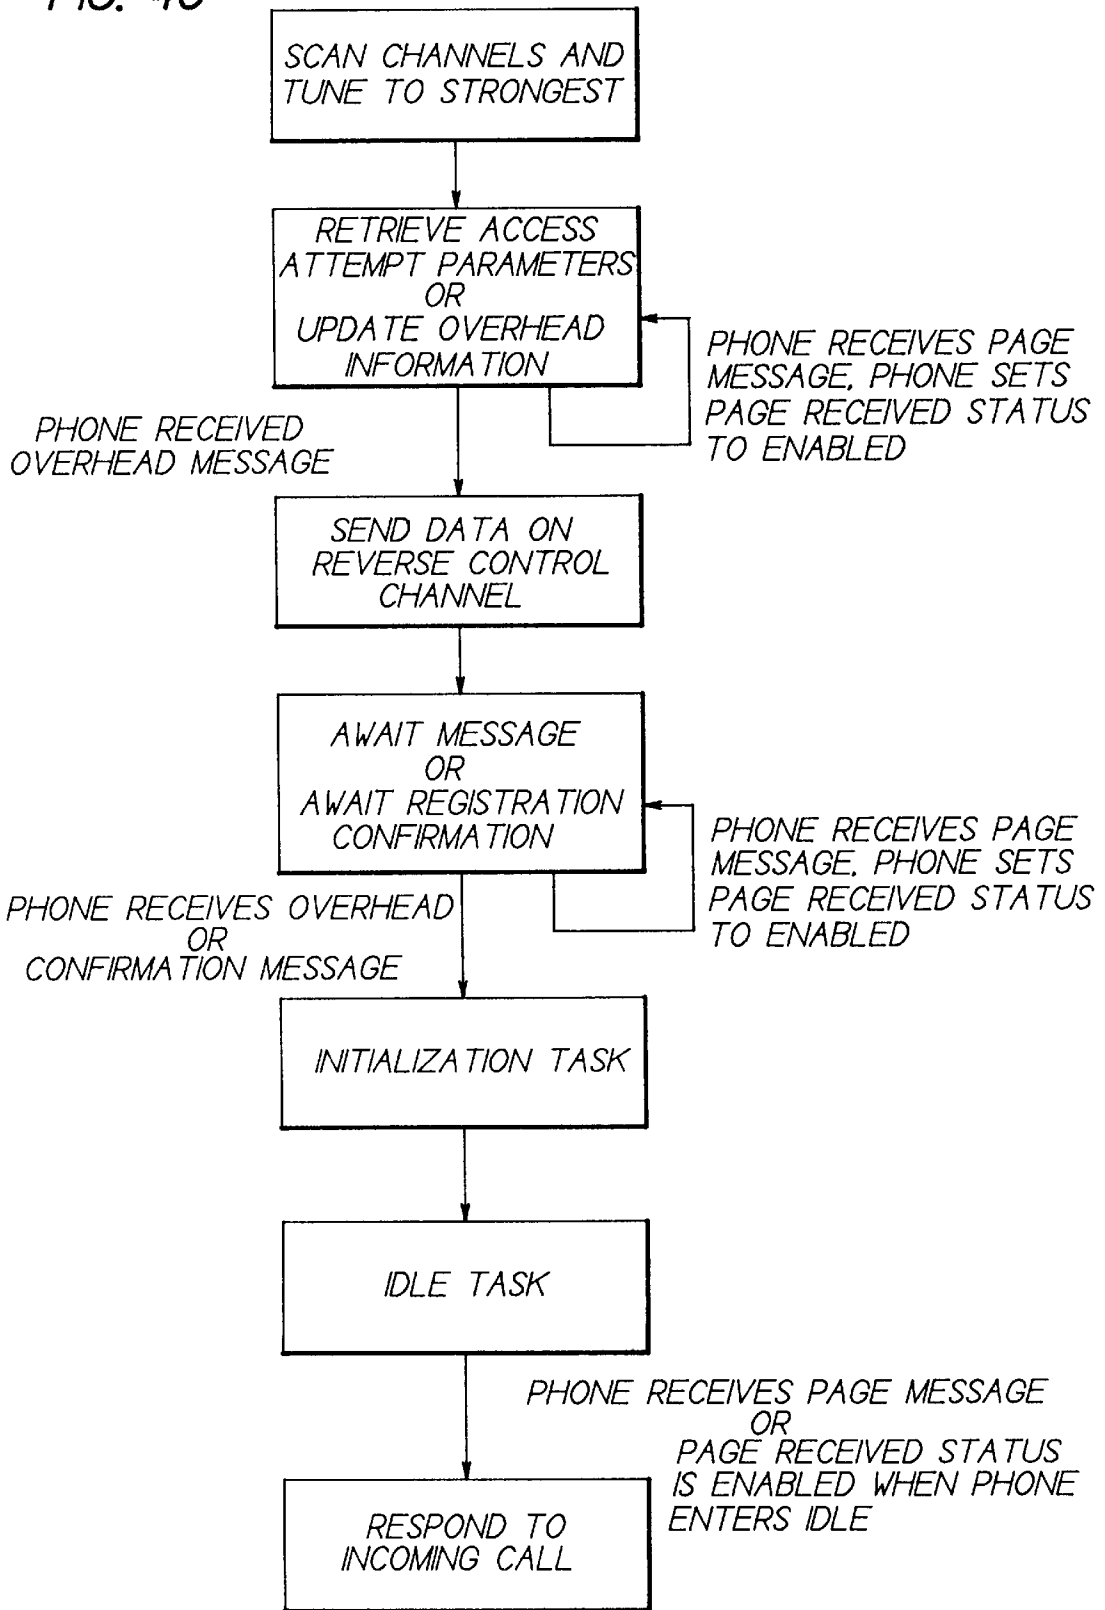 SCAN CHANNELS AND
TUNE TO STRONGEST
RETRIEVE ACCESS
ATTEMPT PARAMETERS
OR
UPDATE OVERHEAD
INFORMATION
PHONE RECEIVES PAGE
MESSAGE, PHONE SETS
PAGE RECEIVED STATUS
TO ENABLED
PHONE RECEIVED
OVERHEAD MESSAGE
SEND DATA ON
REVERSE CONTROL
CHANNEL
AWAIT MESSAGE
OR
AWAIT REGISTRATION
CONFIRMATION
PHONE RECEIVES PAGE
MESSAGE, PHONE SETS
PAGE RECEIVED STATUS
TO ENABLED
PHONE RECEIVES OVERHEAD
OR
CONFIRMATION MESSAGE
INITIALIZATION TASK
IDLE TASK
PHONE RECEIVES PAGE MESSAGE
OR
PAGE RECEIVED STATUS
IS ENABLED WHEN PHONE
ENTERS IDLE
RESPOND TO
INCOMING CALL